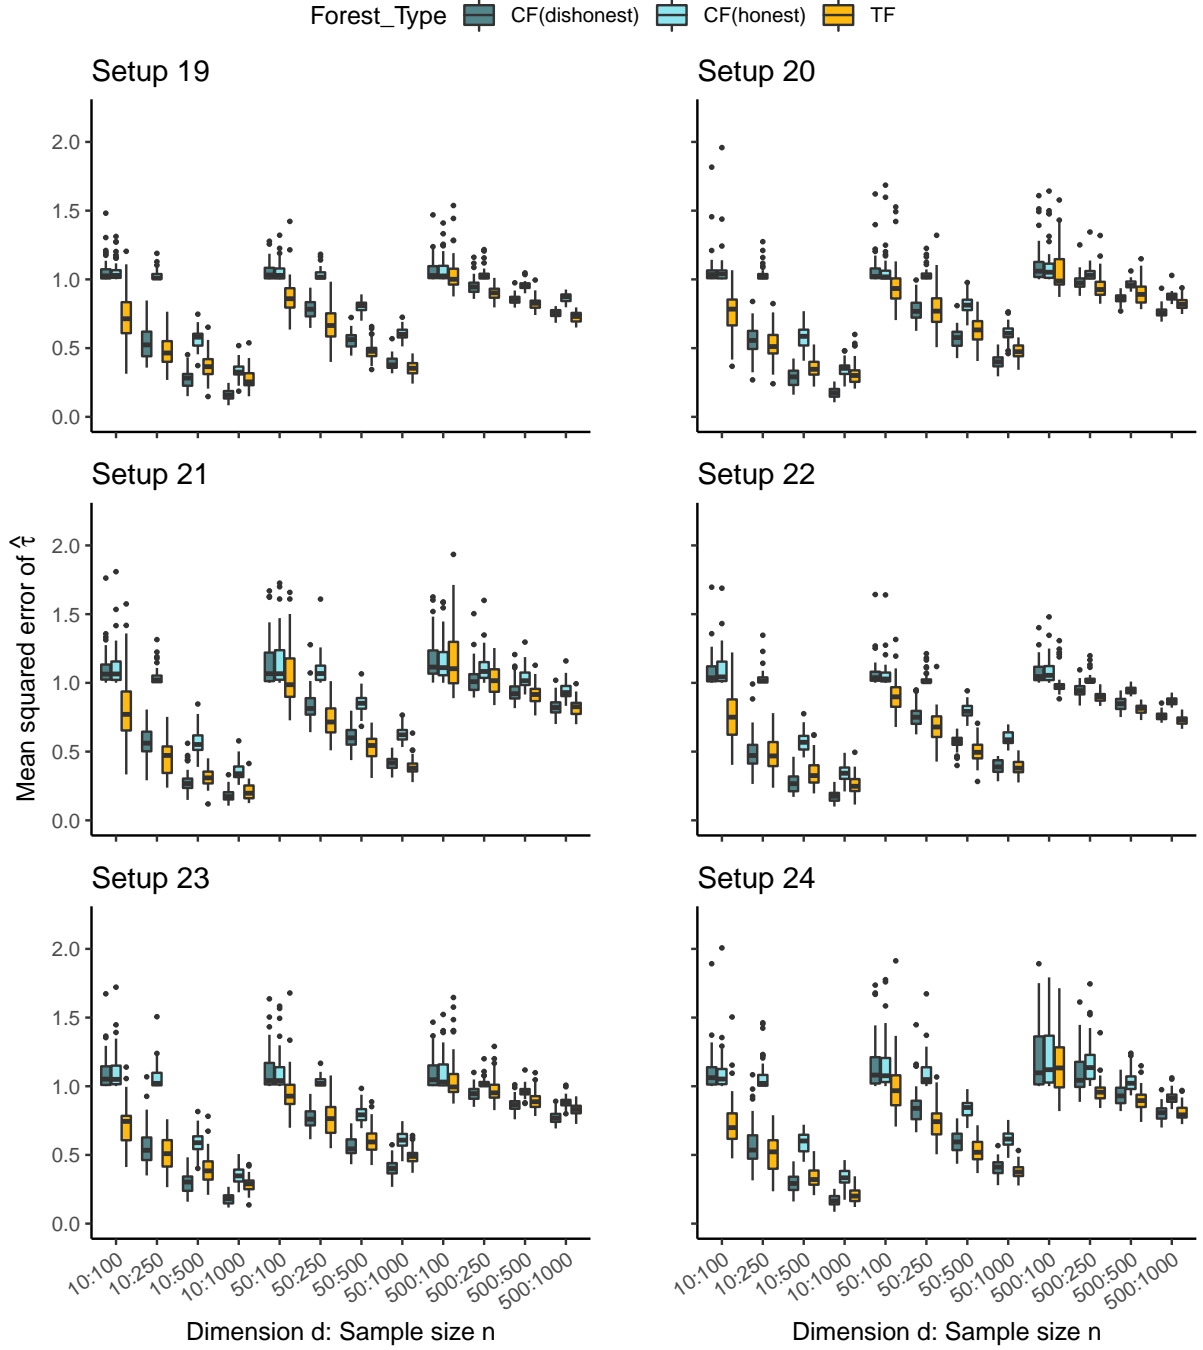 Forest_Type CF(dishonest) CF(honest) TF
Setup 19
Setup 20
2.0
1.5
1.0
0.5
0.0
Setup 21
Setup 22
Mean squared error of τ̂
2.0
1.5
1.0
0.5
0.0
Setup 23
Setup 24
2.0
1.5
1.0
0.5
0.0
10:100 10:250 10:500 10:1000 50:100 50:250 50:500 50:1000 500:100 500:250 500:500 500:1000
10:100 10:250 10:500 10:1000 50:100 50:250 50:500 50:1000 500:100 500:250 500:500 500:1000
Dimension d: Sample size n
Dimension d: Sample size n